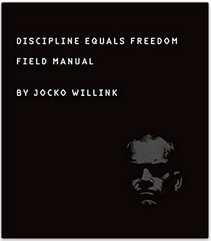 DISCIPLINE EQUALS FREEDOM
FIELD MANUAL
BY JOCKO WILLINK